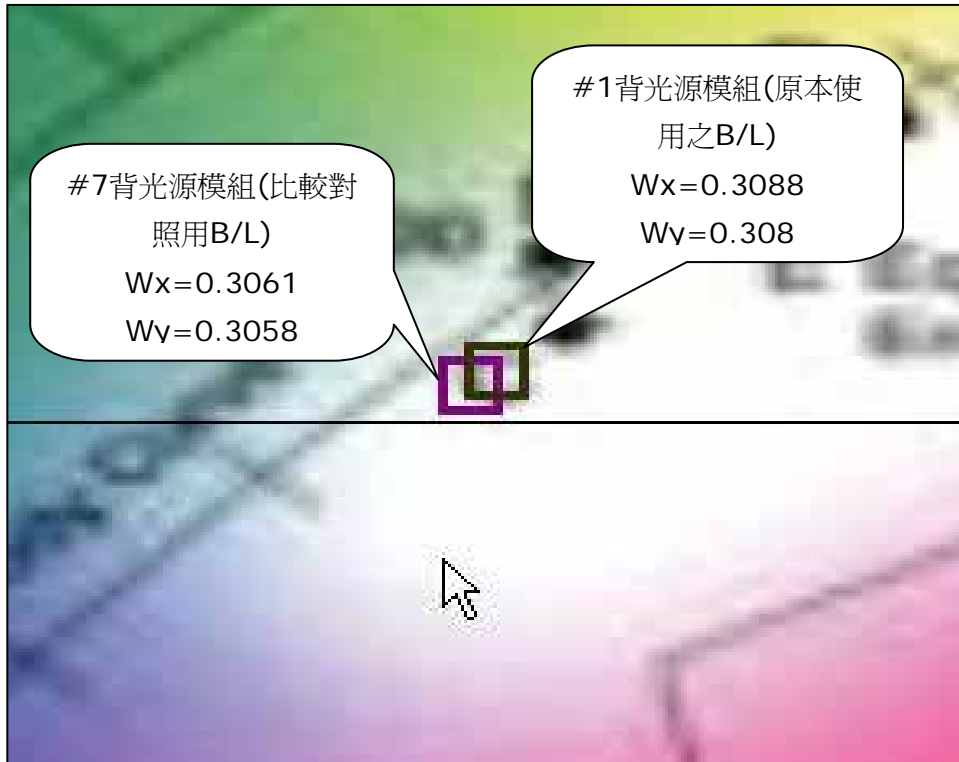 #1背光源模組(原本使
用之B/L)
Wx=0.3088
Wy=0.308
#7背光源模組(比較對
照用B/L)
Wx=0.3061
Wy=0.3058